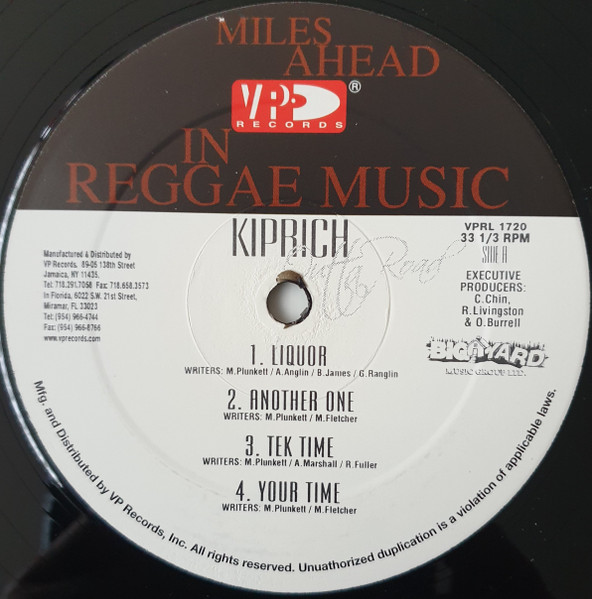 MILES
AHEAD
VP.
RECORDS
®
IN
REGGAE MUSIC
KIPRICH
Outta Road
VPRL 1720
33 1/3 RPM
SIDE A
EXECUTIVE
PRODUCERS:
C.Chin,
R.Livingston
& O.Burrell
BIGYARD
MUSIC GROUP LTD.
Manufactured & Distributed by
VP Records, 89-05 138th Street
Jamaica, NY 11435.
Tel: 718.291.7058 Fax: 718.658.3573
In Florida, 6022 S.W. 21st Street,
Miramar, FL 33023
Tel: (954) 966-4744
Fax: (954) 966-8766
www.vprecords.com
1. LIQUOR
WRITERS: M.Plunkett / A.Anglin / B.James / G.Ranglin
2. ANOTHER ONE
WRITERS: M.Plunkett / M.Fletcher
3. TEK TIME
WRITERS: M.Plunkett / A.Marshall / R.Fuller
4. YOUR TIME
WRITERS: M.Plunkett / M.Fletcher
Mfg. and Distributed by VP Records, Inc. All rights reserved. Unauthorized duplication is a violation of applicable laws.